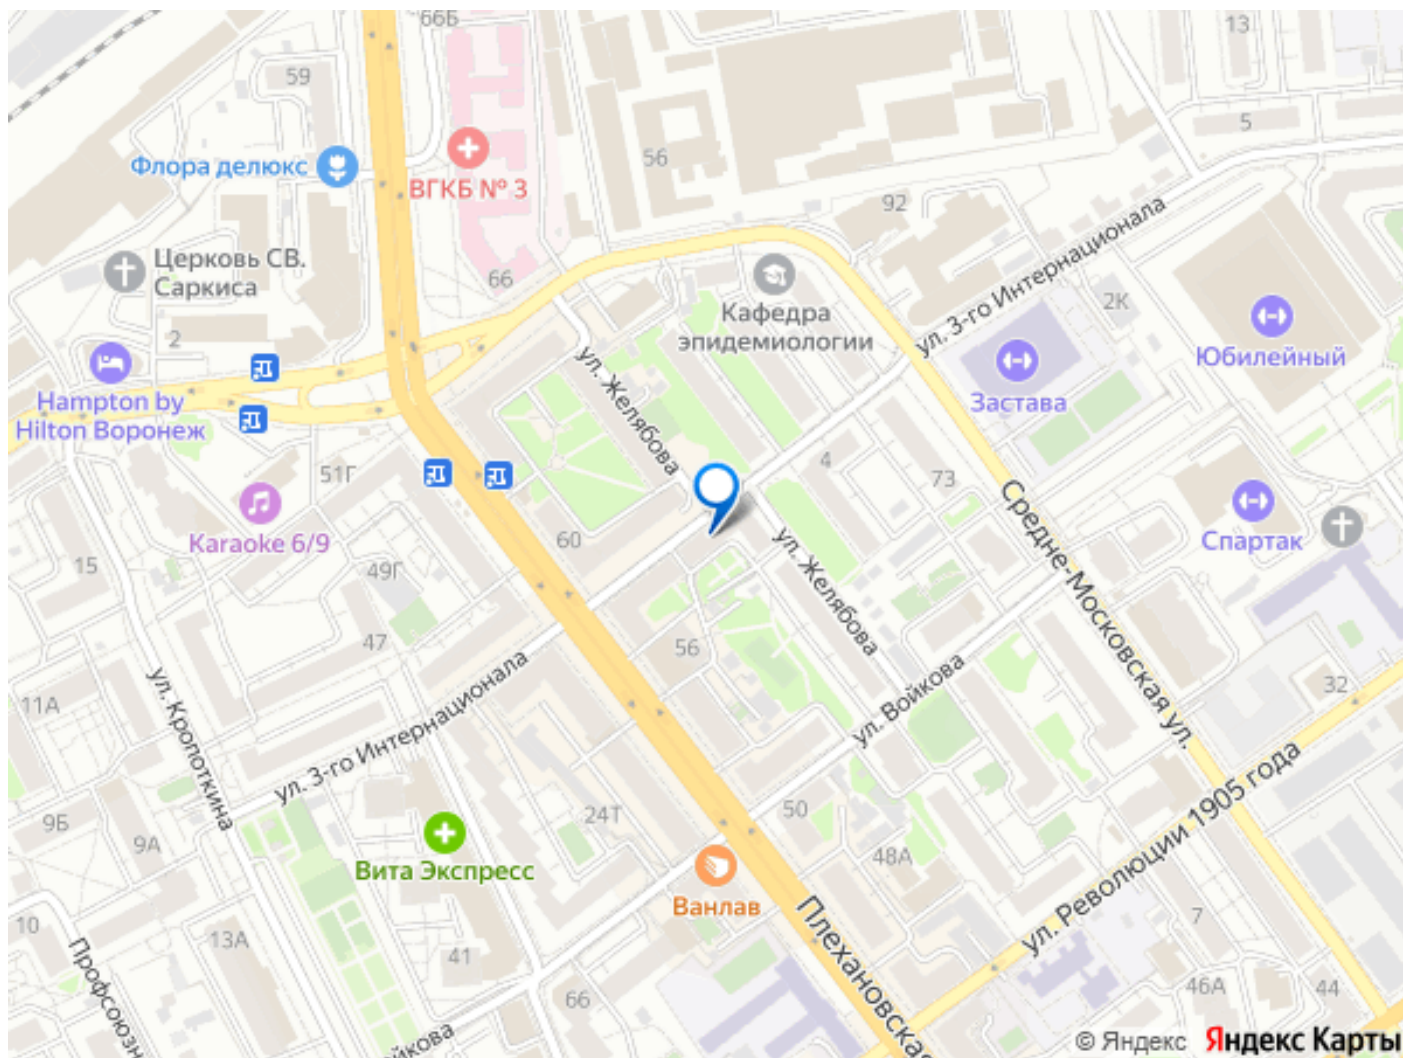 66Б
13
59
5
56
Флора делюкс
ВГКБ № 3
92
ул. 3-го Интернационала
Церковь СВ.
Саркиса
66
2К
Кафедра
эпидемиологии
2
Юбилейный
ул. Желябова
Hampton by
Hilton Воронеж
Застава
4
51Г
73
Средне-Московская ул.
Karaoke 6/9
60
Спартак
ул. Желябова
15
49Г
47
56
ул. Войкова
32
11А
ул. Кропоткина
ул. 3-го Интернационала
ул. Революции 1905 года
9Б
9А
24Т
50
48А
Вита Экспресс
Ванлав
Плехановская
7
10
13А
41
Профсоюзн
66
46А
44
йкова
© Яндекс Яндекс Карты